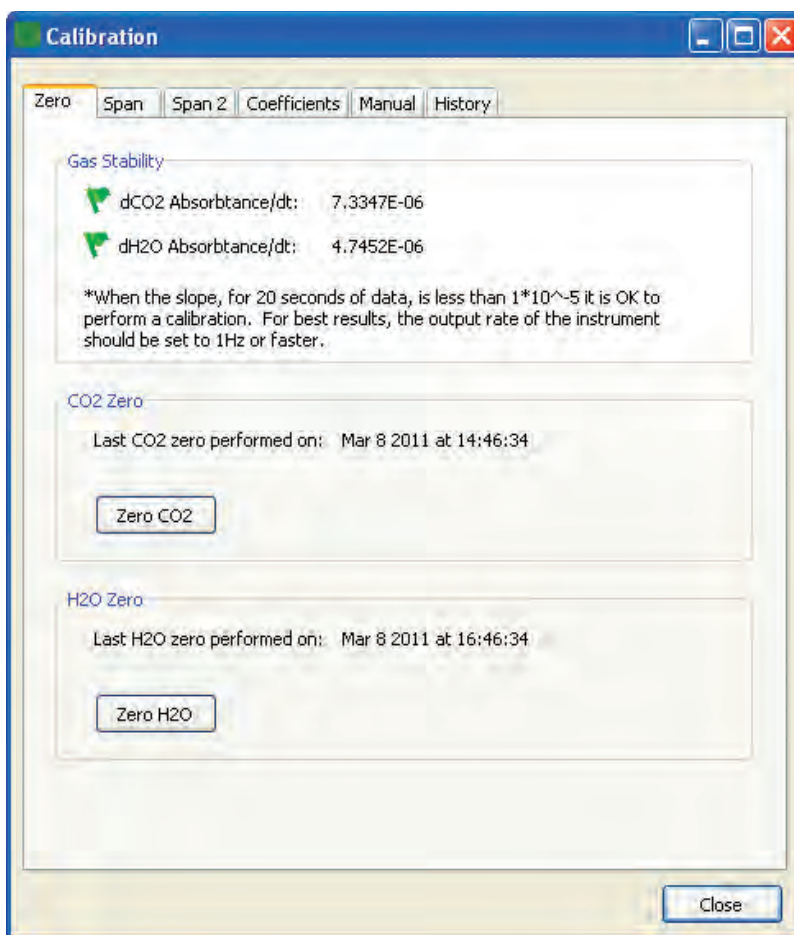 Calibration
Zero Span Span 2 Coefficients Manual History
Gas Stability
dCO2 Absorbtance/dt: 7.3347E-06
dH2O Absorbtance/dt: 4.7452E-06
*When the slope, for 20 seconds of data, is less than 1*10^-5 it is OK to
perform a calibration. For best results, the output rate of the instrument
should be set to 1Hz or faster.
CO2 Zero
Last CO2 zero performed on: Mar 8 2011 at 14:46:34
Zero CO2
H2O Zero
Last H2O zero performed on: Mar 8 2011 at 16:46:34
Zero H2O
Close